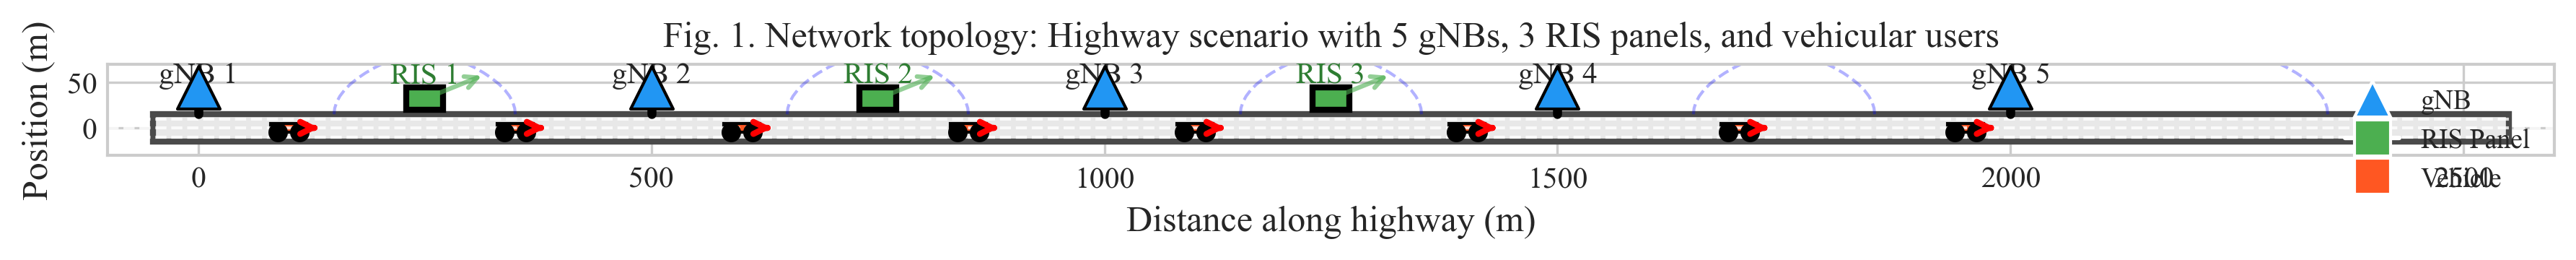 Fig. 1. Network topology: Highway scenario with 5 gNBs, 3 RIS panels, and vehicular users
Position (m)
50
0
gNB 1
RIS 1
gNB 2
RIS 2
gNB 3
RIS 3
gNB 4
gNB 5
gNB
RIS Panel
Vehicle
0
500
1000
1500
2000
2500
Distance along highway (m)